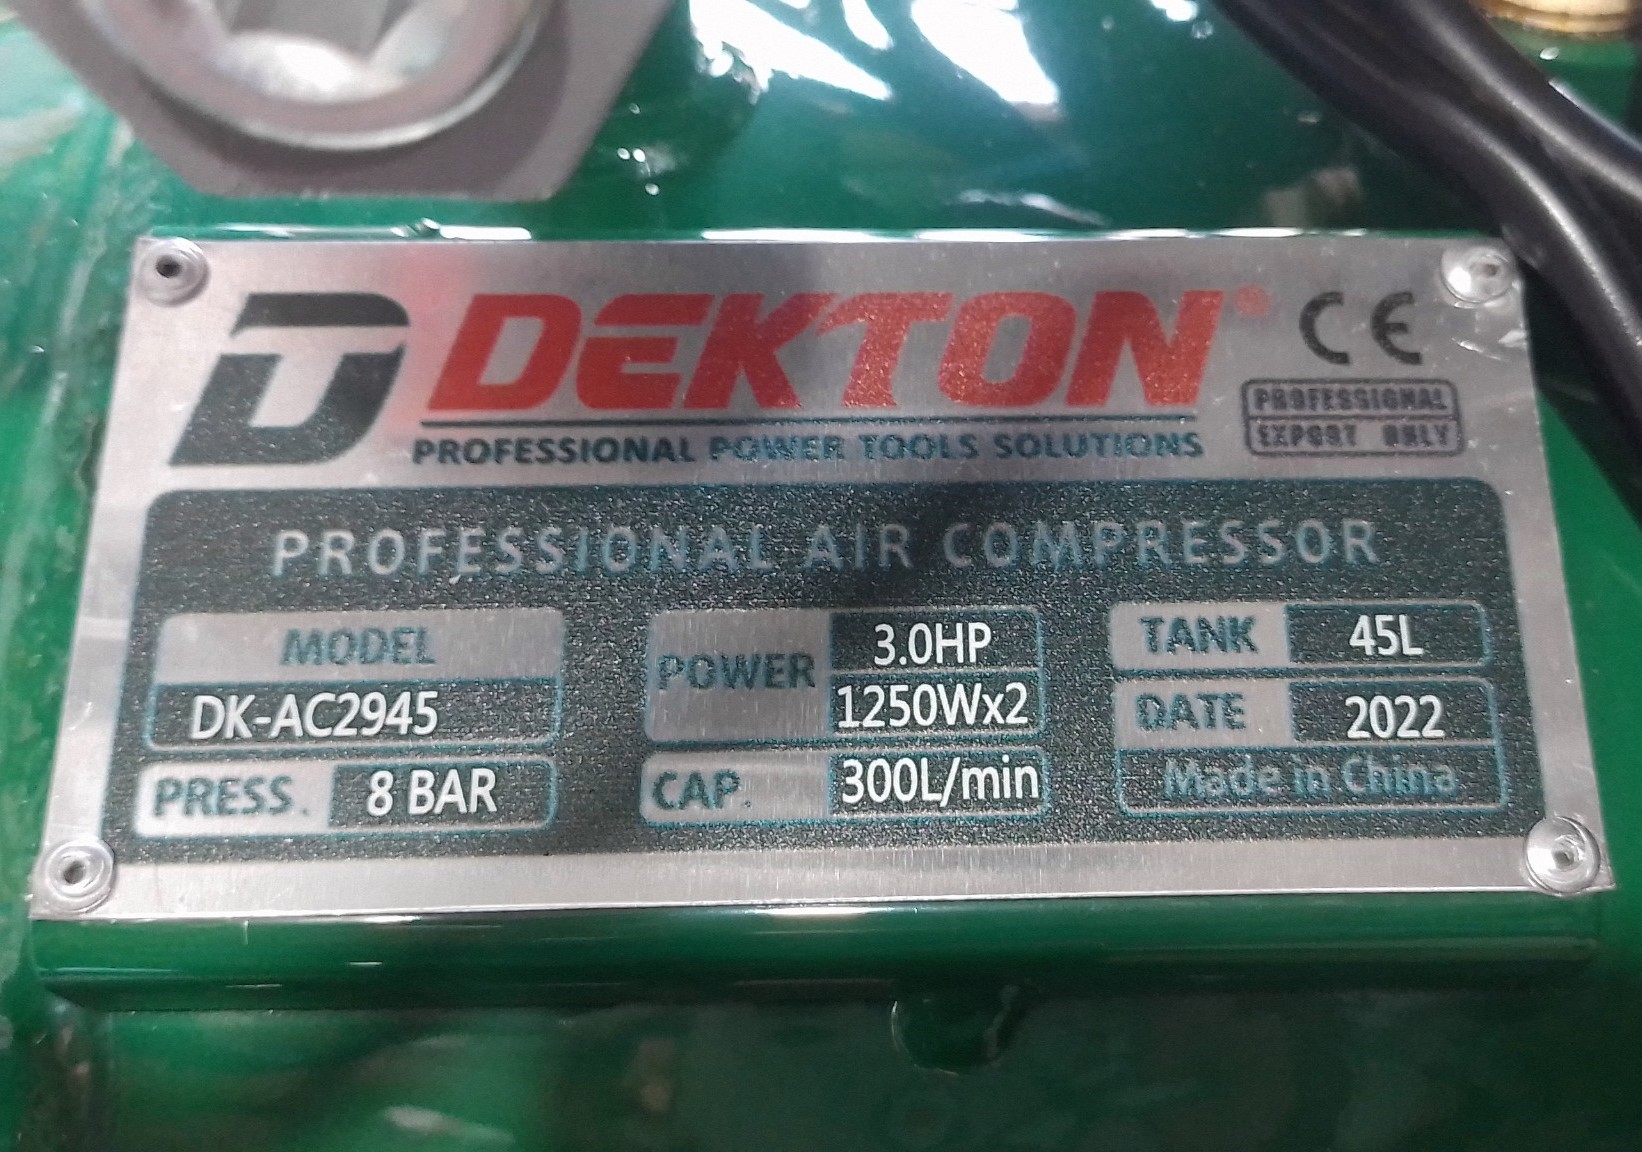 DEKTON®
PROFESSIONAL POWER TOOLS SOLUTIONS
CE
PROFESSIONAL
EXPORT ONLY
PROFESSIONAL AIR COMPRESSOR
MODEL
DK-AC2945
PRESS. 8 BAR
POWER 3.0HP
1250Wx2
CAP. 300L/min
TANK 45L
DATE 2022
Made in China